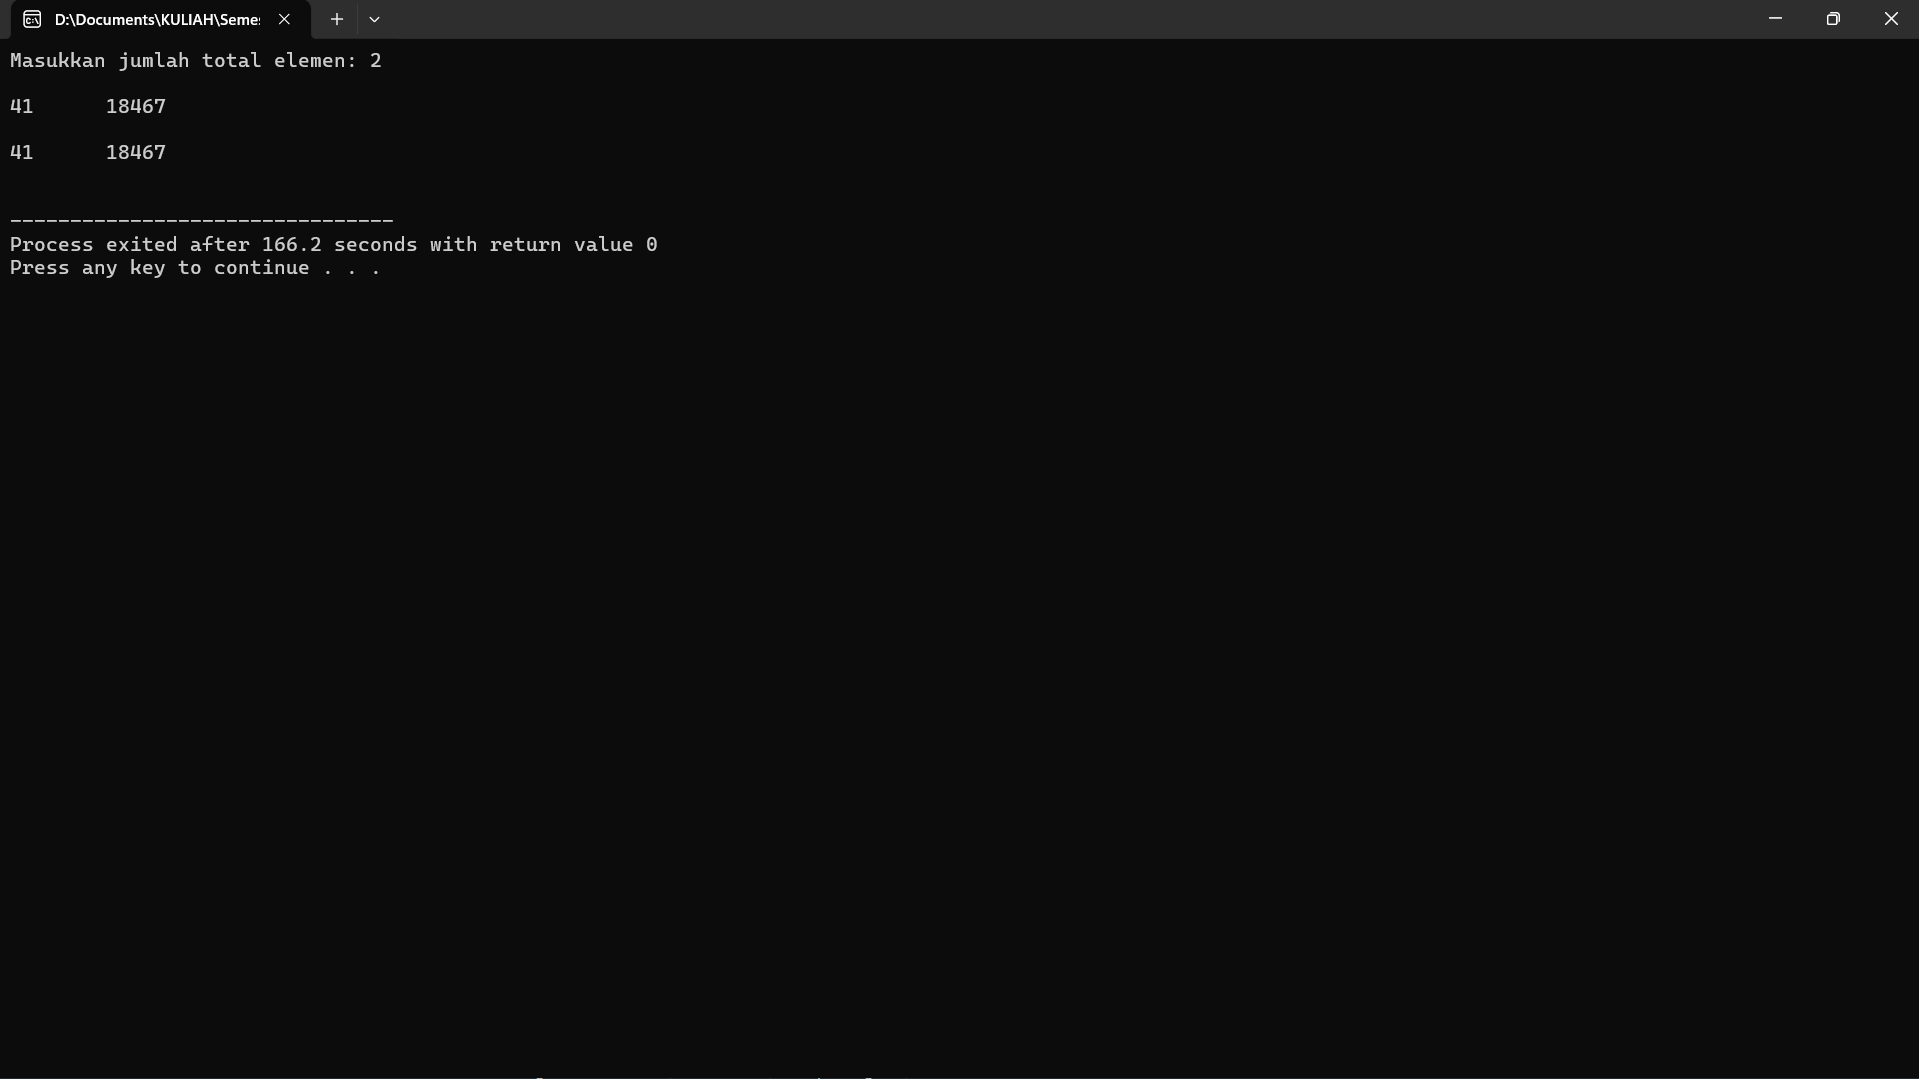 D:\Documents\KULIAH\Seme
Masukkan jumlah total elemen: 2
41 18467
41 18467
--------------------------------
Process exited after 166.2 seconds with return value 0
Press any key to continue . . .